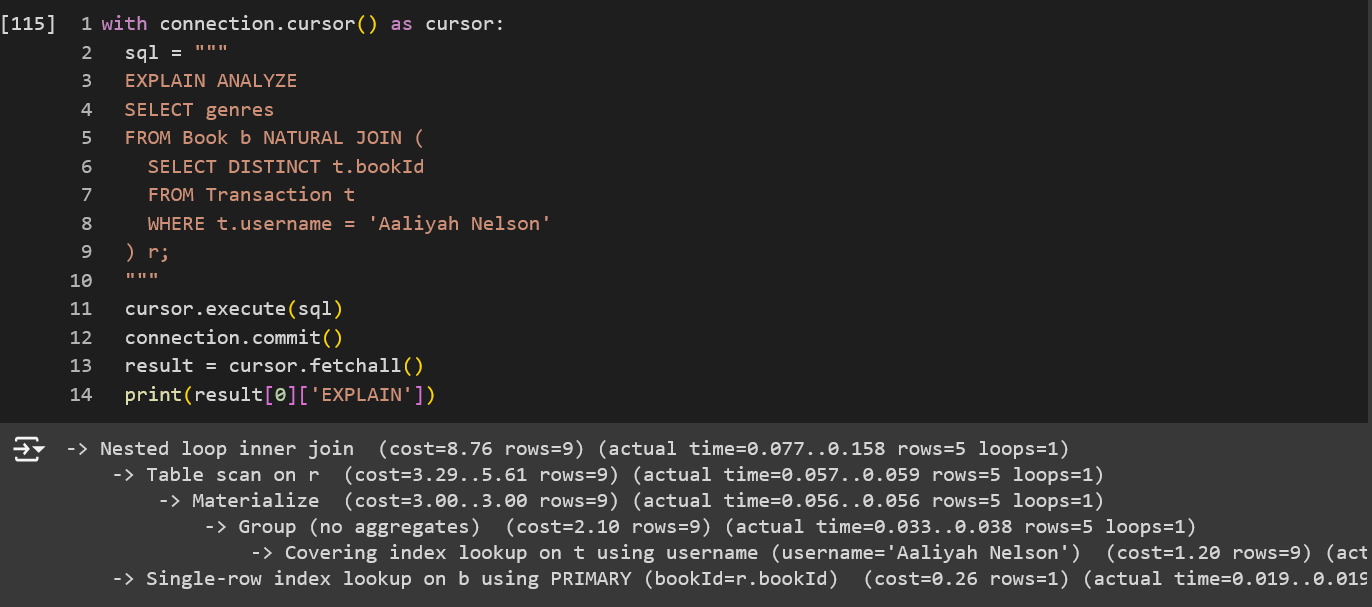 [115] 1 with connection.cursor() as cursor:
2 sql = """
3 EXPLAIN ANALYZE
4 SELECT genres
5 FROM Book b NATURAL JOIN (
6 SELECT DISTINCT t.bookId
7 FROM Transaction t
8 WHERE t.username = 'Aaliyah Nelson'
9 ) r;
10 """
11 cursor.execute(sql)
12 connection.commit()
13 result = cursor.fetchall()
14 print(result[0]['EXPLAIN'])
-> Nested loop inner join (cost=8.76 rows=9) (actual time=0.077..0.158 rows=5 loops=1)
-> Table scan on r (cost=3.29..5.61 rows=9) (actual time=0.057..0.059 rows=5 loops=1)
-> Materialize (cost=3.00..3.00 rows=9) (actual time=0.056..0.056 rows=5 loops=1)
-> Group (no aggregates) (cost=2.10 rows=9) (actual time=0.033..0.038 rows=5 loops=1)
-> Covering index lookup on t using username (username='Aaliyah Nelson') (cost=1.20 rows=9) (act
-> Single-row index lookup on b using PRIMARY (bookId=r.bookId) (cost=0.26 rows=1) (actual time=0.019..0.019